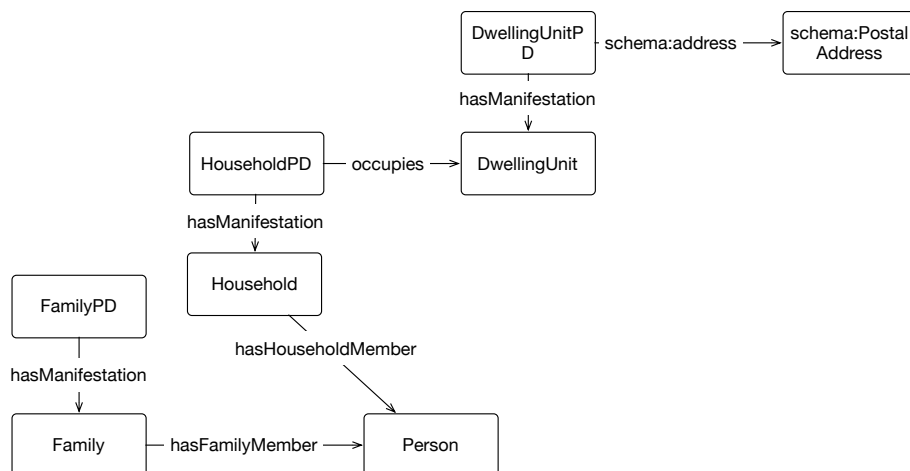 DwellingUnitP
D
schema:address
schema:Postal
Address
hasManifestation
HouseholdPD
occupies
DwellingUnit
hasManifestation
Household
FamilyPD
hasHouseholdMember
hasManifestation
Family
hasFamilyMember
Person